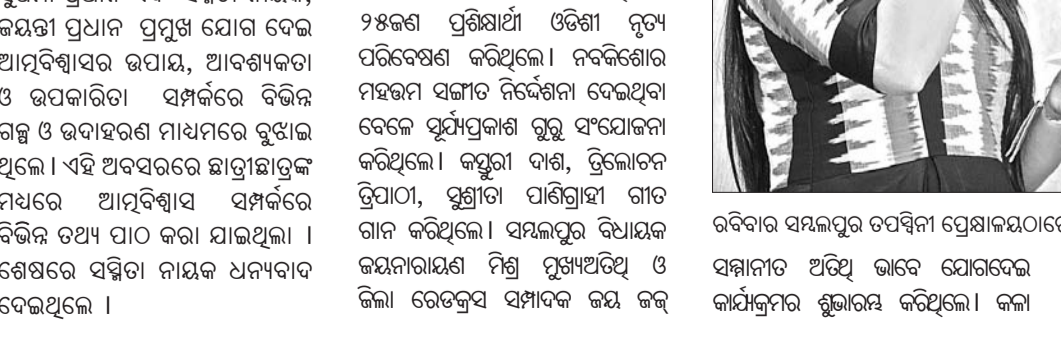 ଜୟନ୍ତୀ ପ୍ରଧାନ ପ୍ରମୁଖ ଯୋଗ ଦେଇ
ଆତ୍ମବିଶ୍ୱାସର ଉପାୟ, ଆବଶ୍ୟକତା
ଓ ଉପକାରିତା ସମ୍ପର୍କରେ ବିଭିନ୍ନ
ଗଳ୍ପ ଓ ଉଦାହରଣ ମାଧ୍ୟମରେ ବୁଝାଇ
ଥିଲେ । ଏହି ଅବସରରେ ଛାତ୍ରୀଛାତ୍ରଙ୍କ
ମଧ୍ୟରେ ଆତ୍ମବିଶ୍ୱାସ ସମ୍ପର୍କରେ
ବିଭିନ୍ନ ତଥ୍ୟ ପାଠ କରା ଯାଇଥିଲା ।
ଶେଷରେ ସସ୍ମିତା ନାୟକ ଧନ୍ୟବାଦ
ଦେଇଥିଲେ ।
୨୫ଜଣ ପ୍ରଶିକ୍ଷାର୍ଥୀ ଓଡିଶୀ ନୃତ୍ୟ
ପରିବେଷଣ କରିଥିଲେ। ନବକିଶୋର
ମହତ୍ତମ ସଙ୍ଗୀତ ନିର୍ଦ୍ଦେଶନା ଦେଇଥିବା
ବେଳେ ସୂର୍ଯ୍ୟପ୍ରକାଶ ଗୁରୁ ସଂଯୋଜନା
କରିଥିଲେ। କସ୍ତୁରୀ ଦାଶ, ତ୍ରିଲୋଚନ
ତ୍ରିପାଠୀ, ସୁଶ୍ରୀତା ପାଣିଗ୍ରାହୀ ଗୀତ
ଗାନ କରିଥିଲେ। ସମ୍ବଲପୁର ବିଧାୟକ
ଜୟନାରାୟଣ ମିଶ୍ର ମୁଖ୍ୟଅତିଥି ଓ
ଜିଲା ରେଡକ୍ରସ ସମ୍ପାଦକ ଜୟ ଜଜ୍
ରବିବାର ସମ୍ବଲପୁର ତପସ୍ୱିନୀ ପ୍ରେକ୍ଷାଳୟଠାରେ
ସମ୍ମାନୀତ ଅତିଥି ଭାବେ ଯୋଗଦେଇ
କାର୍ଯ୍ୟକ୍ରମର ଶୁଭାରମ୍ଭ କରିଥିଲେ। କଳା